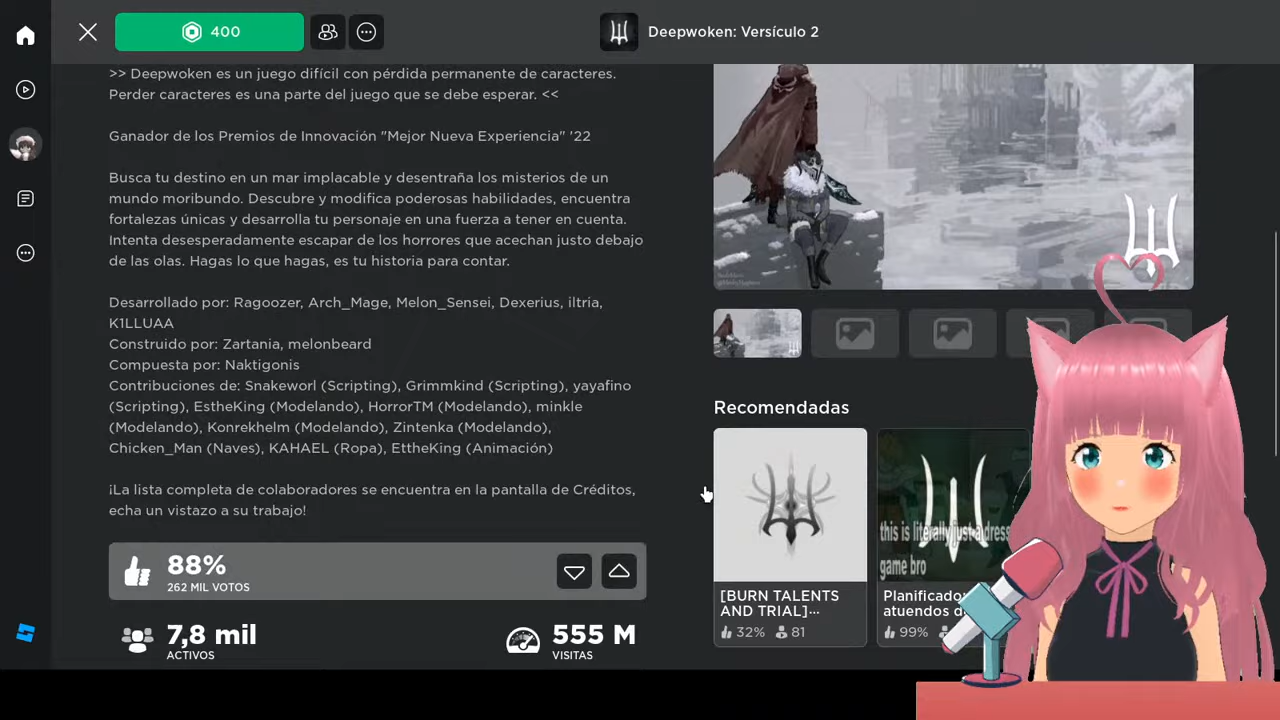 400
Deepwoken: Versículo 2
>> Deepwoken es un juego difícil con pérdida permanente de caracteres.
Perder caracteres es una parte del juego que se debe esperar. <<
Ganador de los Premios de Innovación "Mejor Nueva Experiencia" '22
Busca tu destino en un mar implacable y desentraña los misterios de un
mundo moribundo. Descubre y modifica poderosas habilidades, encuentra
fortalezas únicas y desarrolla tu personaje en una fuerza a tener en cuenta.
Intenta desesperadamente escapar de los horrores que acechan justo debajo
de las olas. Hagas lo que hagas, es tu historia para contar.
Desarrollado por: Ragoozer, Arch_Mage, Melon_Sensei, Dexerius, iltria,
K1LLUAA
Construido por: Zartania, melonbeard
Compuesta por: Naktigonis
Contribuciones de: Snakeworl (Scripting), Grimmkind (Scripting), yayafino
(Scripting), EstheKing (Modelando), HorrorTM (Modelando), minkle
(Modelando), Konrekhelm (Modelando), Zintenka (Modelando),
Chicken_Man (Naves), KAHAEL (Ropa), EttheKing (Animación)
¡La lista completa de colaboradores se encuentra en la pantalla de Créditos,
echa un vistazo a su trabajo!
88%
262 MIL VOTOS
7,8 mil
ACTIVOS
555 M
VISITAS
Recomendadas
this is literally just a dress
game bro
[BURN TALENTS
AND TRIAL]...
32% 81
Planificador
atuendos d
99%